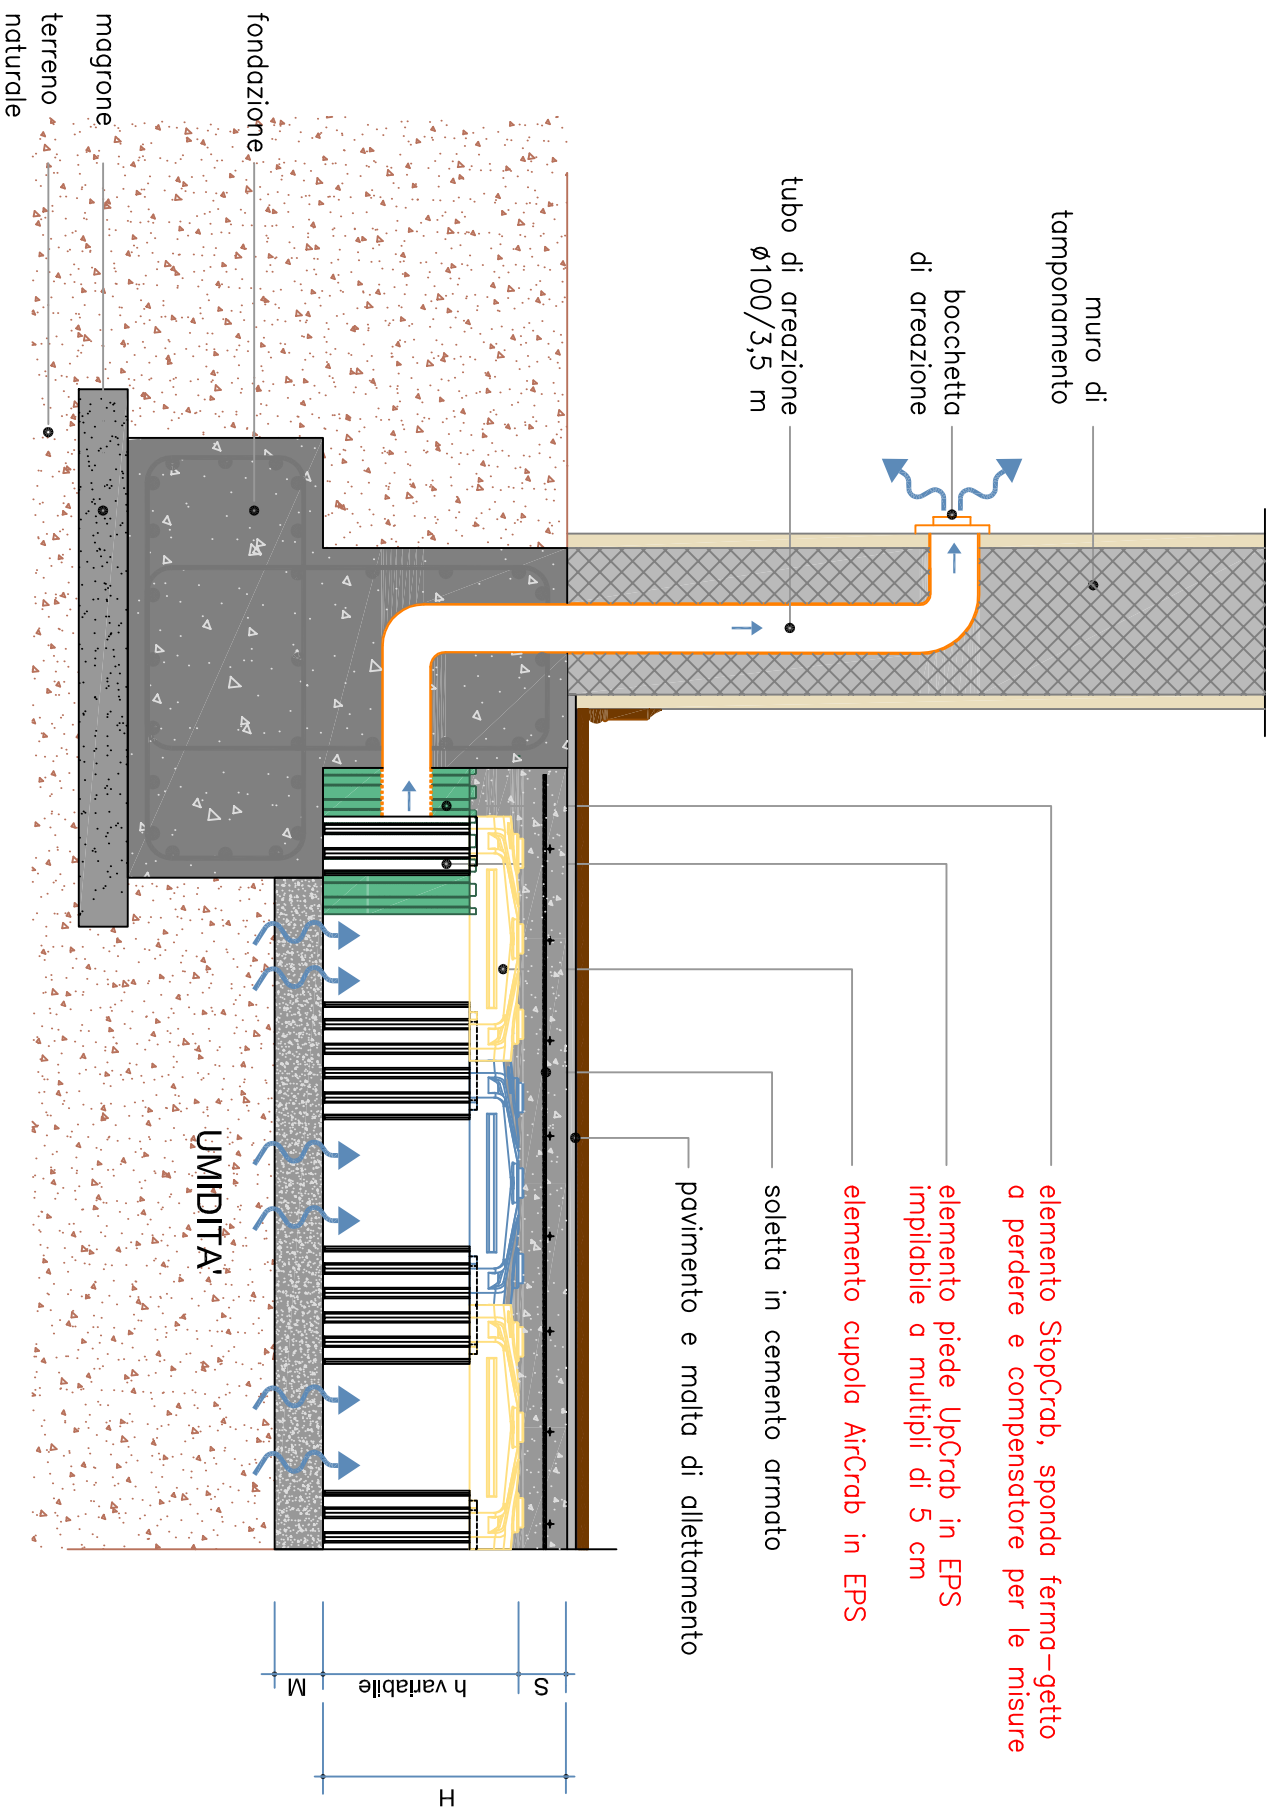 muro di
tamponamento
bocchetta
di areazione
tubo di areazione
ø100/3,5 m
fondazione
magrone
terreno
naturale
elemento StopCrab, sponda ferma-getto
a perdere e compensatore per le misure
elemento piede UpCrab in EPS
impilabile a multipli di 5 cm
elemento cupola AirCrab in EPS
soletta in cemento armato
pavimento e malta di allettamento
UMIDITA'
S
h variabile
M
H